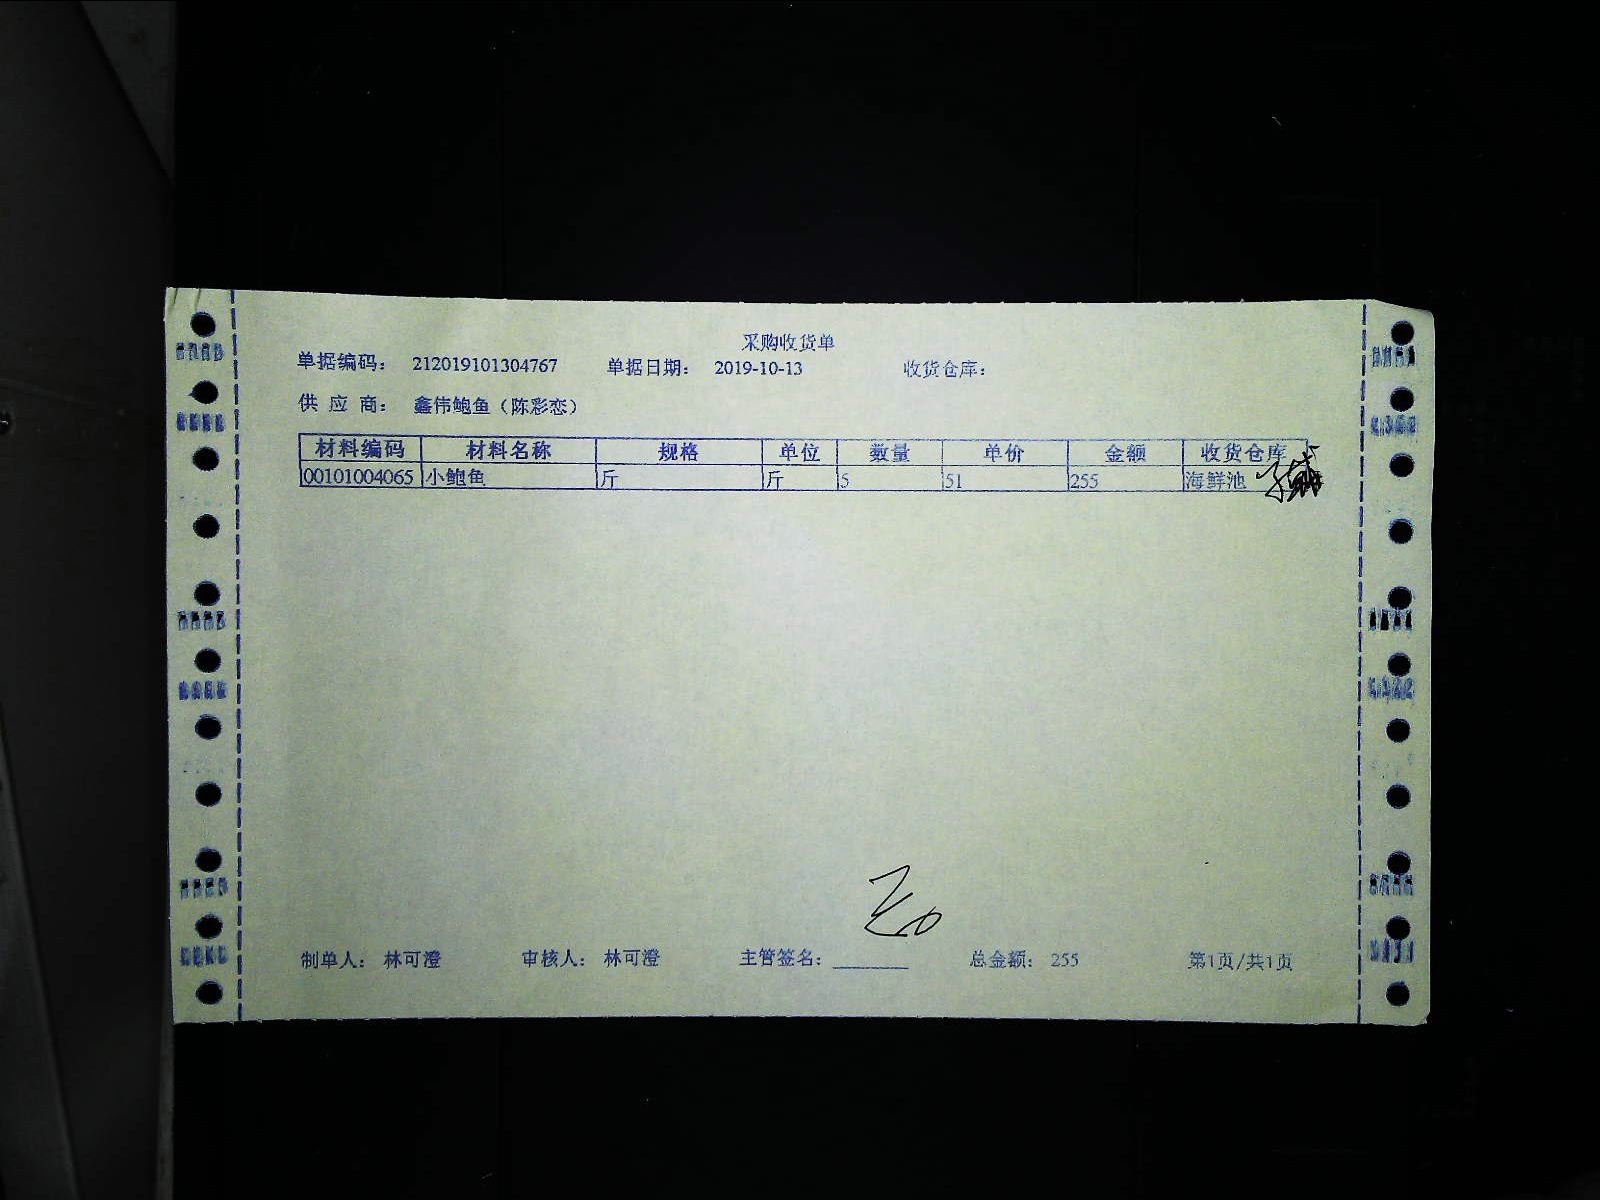 采购收货单
单据编码： 212019101304767 单据日期： 2019-10-13 收货仓库：
供应商： 鑫伟鲍鱼（陈彩恋）
材料编码 材料名称 规格 单位 数量 单价 金额 收货仓库
00101004065 小鲍鱼 斤 斤 5 51 255 海鲜池
制单人： 林可澄 审核人： 林可澄 主管签名：________ 总金额： 255 第1页/共1页